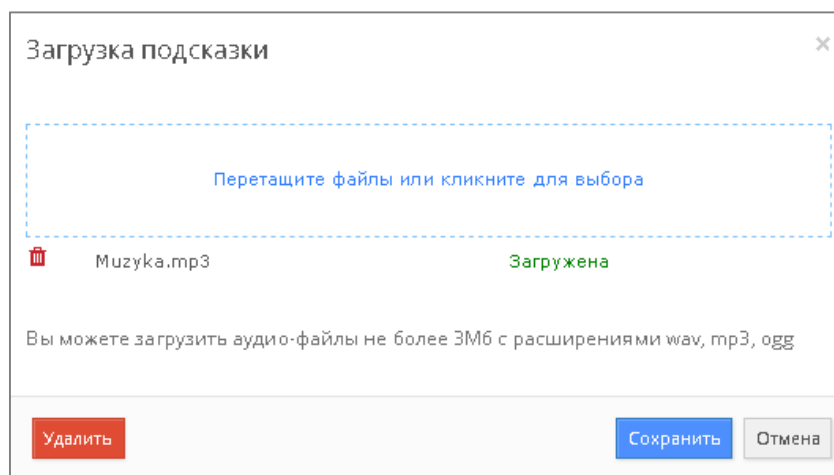 Загрузка подсказки
×
Перетащите файлы или кликните для выбора
Muzyka.mp3 Загружена
Вы можете загрузить аудио-файлы не более 3Мб с расширениями wav, mp3, ogg
Удалить Сохранить Отмена